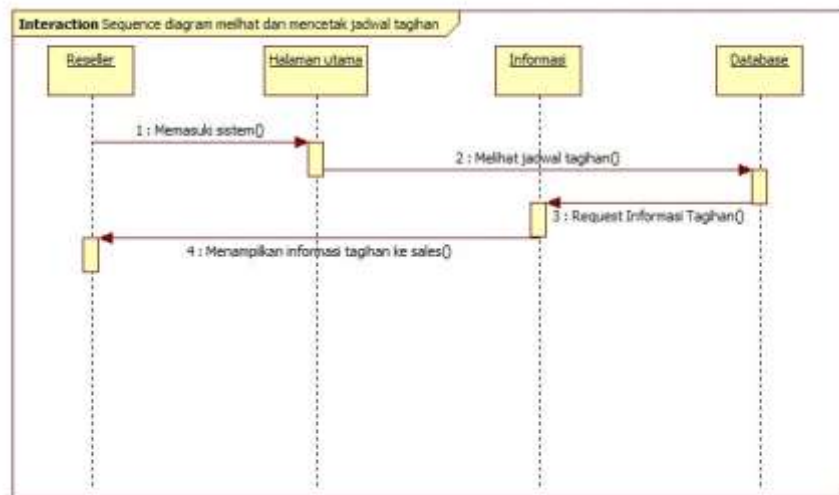 Interaction Sequence diagram melihat dan mencetak jadwal tagihan
Reseller
Halaman utama
Informasi
Database
1 : Memasuki sistem()
2 : Melihat jadwal tagihan()
3 : Request Informasi Tagihan()
4 : Menampilkan informasi tagihan ke sales()